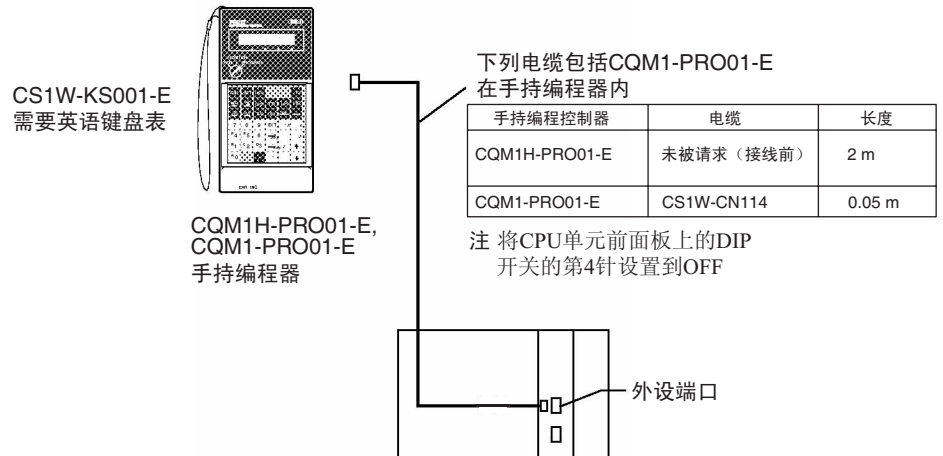 下列电缆包括CQM1-PRO01-E
在手持编程器内
CS1W-KS001-E
需要英语键盘表
手持编程控制器 电缆 长度
CQM1H-PRO01-E 未被请求（接线前） 2 m
CQM1-PRO01-E CS1W-CN114 0.05 m
CQM1H-PRO01-E,
CQM1-PRO01-E
手持编程器
注 将CPU单元前面板上的DIP
开关的第4针设置到OFF
外设端口